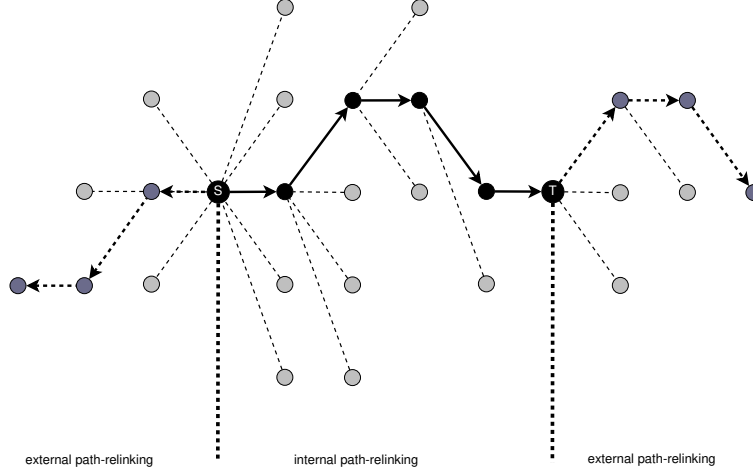 S
T
external path-relinking
internal path-relinking
external path-relinking